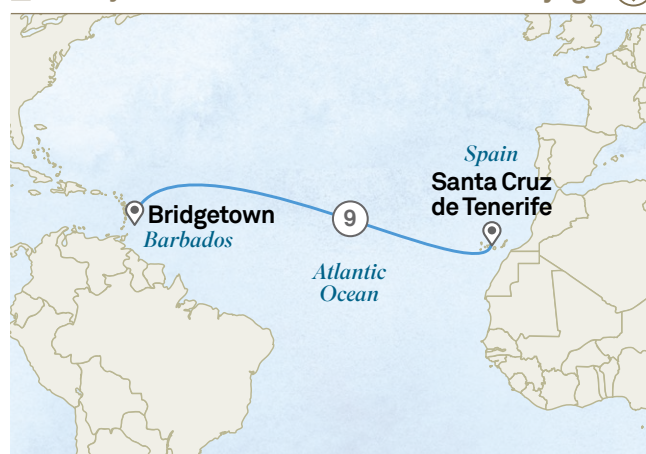 Spain
Santa Cruz
de Tenerife
Bridgetown
Barbados
9
Atlantic
Ocean